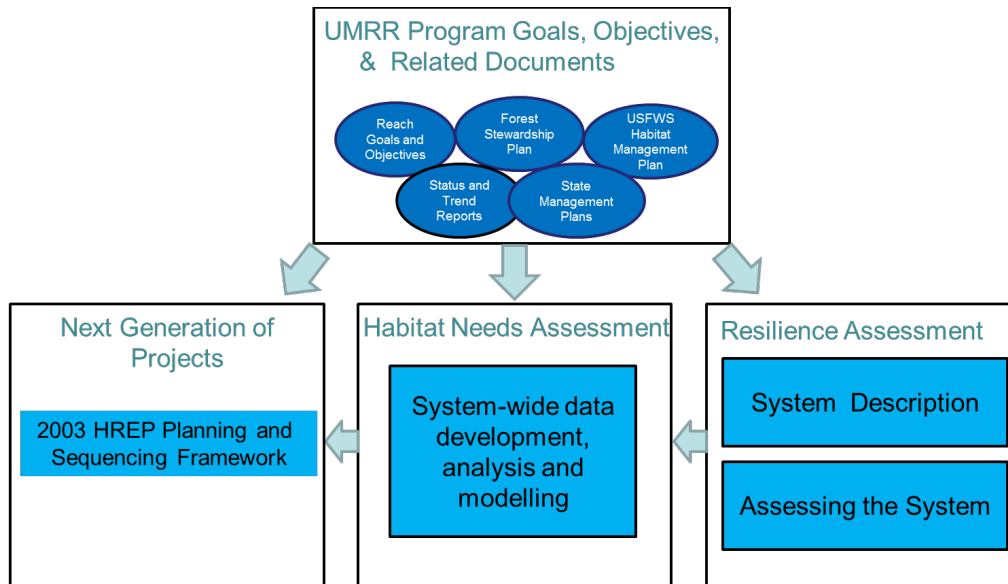 UMRR Program Goals, Objectives,
& Related Documents
Reach
Goals and
Objectives
Forest
Stewardship
Plan
USFWS
Habitat
Management
Plan
Status and
Trend
Reports
State
Management
Plans
Next Generation of
Projects
2003 HREP Planning and
Sequencing Framework
Habitat Needs Assessment
System-wide data
development,
analysis and
modelling
Resilience Assessment
System Description
Assessing the System